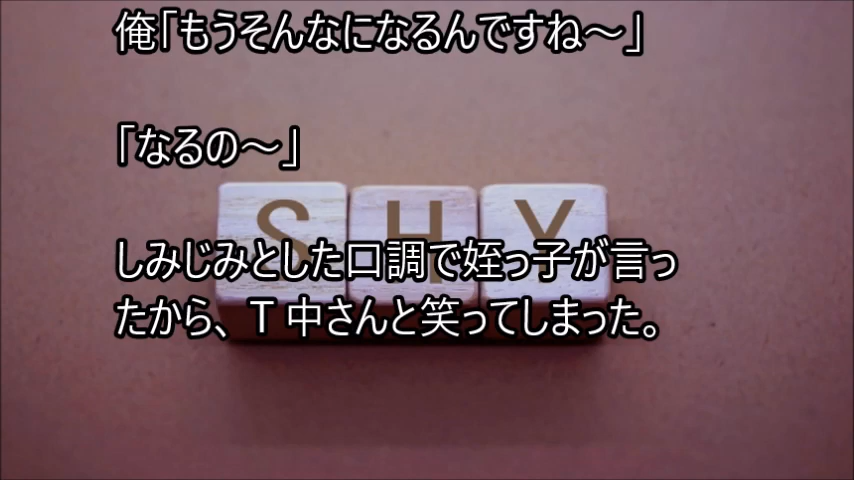 俺「もうそんなになるんですね～」
「なるの～」
SHY
しみじみとした口調で姪っ子が言っ
たから、T中さんと笑ってしまった。